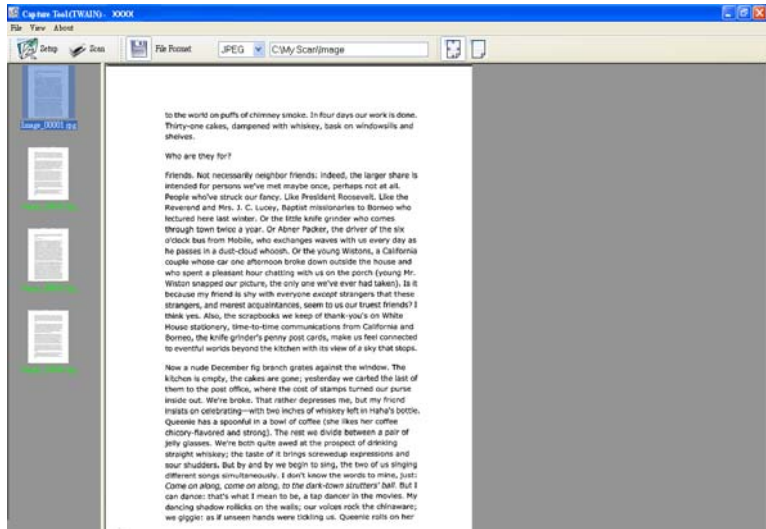 Capture Tool(TWAIN) - XXXX
File View About
Setup Scan File Format JPEG C:\My Scan\Image
Image_00001.jpg
to the world on puffs of chimney smoke. In four days our work is done.
Thirty-one cakes, dampened with whiskey, bask on windowsills and
shelves.
Who are they for?
Friends. Not necessarily neighbor friends: indeed, the larger share is
intended for persons we've met maybe once, perhaps not at all.
People who've struck our fancy. Like President Roosevelt. Like the
Reverend and Mrs. J. C. Lucey, Baptist missionaries to Borneo who
lectured here last winter. Or the little knife grinder who comes
through town twice a year. Or Abner Packer, the driver of the six
o'clock bus from Mobile, who exchanges waves with us every day as
he passes in a dust-cloud whoosh. Or the young Wistons, a California
couple whose car one afternoon broke down outside the house and
who spent a pleasant hour chatting with us on the porch (young Mr.
Wiston snapped our picture, the only one we've ever had taken). Is it
because my friend is shy with everyone except strangers that these
strangers, and merest acquaintances, seem to us our truest friends? I
think yes. Also, the scrapbooks we keep of thank-you's on White
House stationery, time-to-time communications from California and
Borneo, the knife grinder's penny post cards, make us feel connected
to eventful worlds beyond the kitchen with its view of a sky that stops.
Now a nude December fig branch grates against the window. The
kitchen is empty, the cakes are gone; yesterday we carted the last of
them to the post office, where the cost of stamps turned our purse
inside out. We're broke. That rather depresses me, but my friend
insists on celebrating—with two inches of whiskey left in Haha's bottle.
Queenie has a spoonful in a bowl of coffee (she likes her coffee
chicory-flavored and strong). The rest we divide between a pair of
jelly glasses. We're both quite awed at the prospect of drinking
straight whiskey; the taste of it brings screwedup expressions and
sour shudders. But by and by we begin to sing, the two of us singing
different songs simultaneously. I don't know the words to mine, just:
Come on along, come on along, to the dark-town strutters' ball. But I
can dance: that's what I mean to be, a tap dancer in the movies. My
dancing shadow rollicks on the walls; our voices rock the chinaware;
we giggle: as if unseen hands were tickling us. Queenie rolls on her